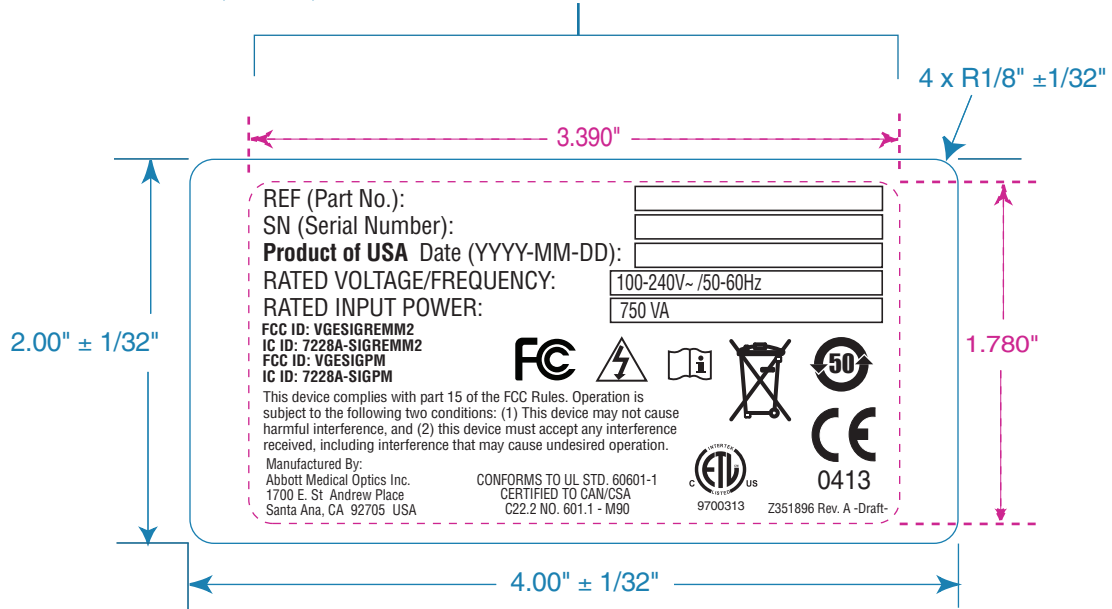 4 x R1/8" ±1/32"
3.390"
REF (Part No.):
SN (Serial Number):
Product of USA Date (YYYY-MM-DD):
RATED VOLTAGE/FREQUENCY: 100-240V~ /50-60Hz
RATED INPUT POWER: 750 VA
FCC ID: VGESIGREMM2
IC ID: 7228A-SIGREMM2
FCC ID: VGESIGPM
IC ID: 7228A-SIGPM
FC
i
50
2.00" ± 1/32"
1.780"
This device complies with part 15 of the FCC Rules. Operation is
subject to the following two conditions: (1) This device may not cause
harmful interference, and (2) this device must accept any interference
received, including interference that may cause undesired operation.
Manufactured By:
Abbott Medical Optics Inc.
1700 E. St Andrew Place
Santa Ana, CA 92705 USA
CONFORMS TO UL STD. 60601-1
CERTIFIED TO CAN/CSA
C22.2 NO. 601.1 - M90
INTERTEK
ETL
C US
LISTED
9700313
CE
0413
Z351896 Rev. A -Draft-
4.00" ± 1/32"